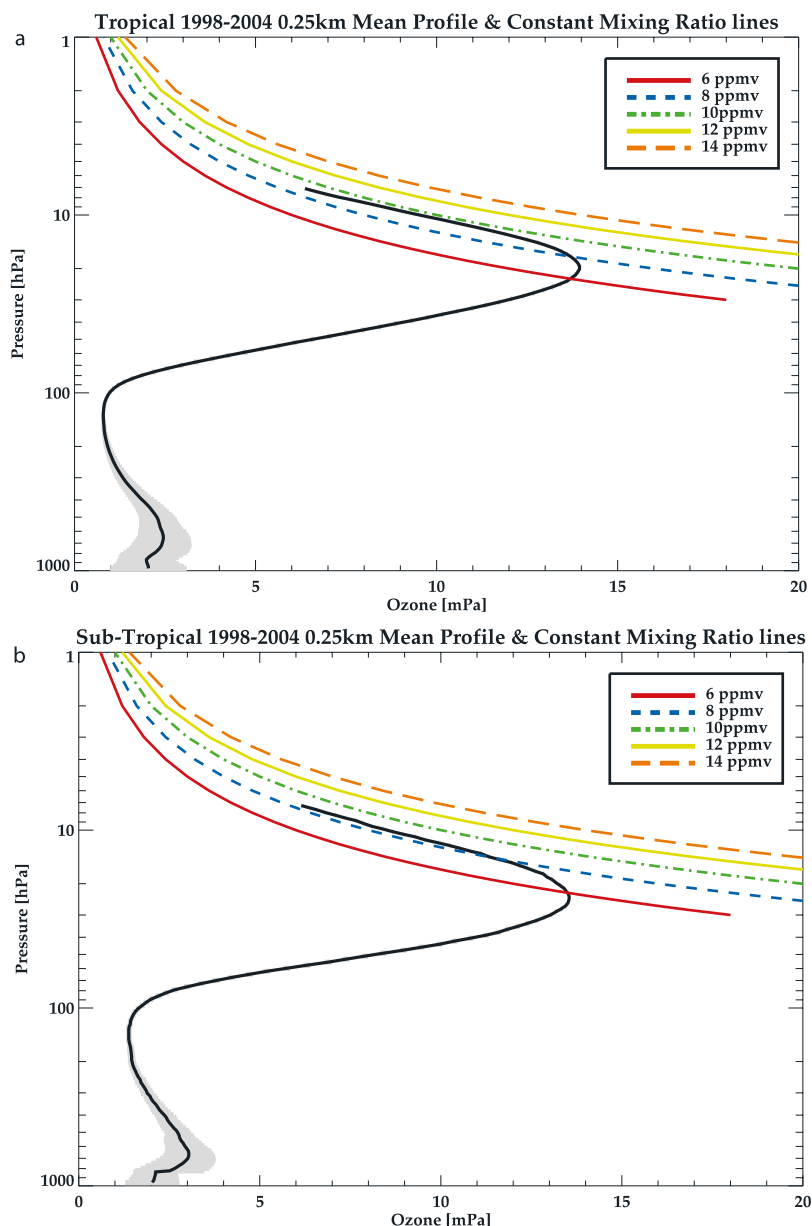 a
Tropical 1998-2004 0.25km Mean Profile & Constant Mixing Ratio lines
1
10
100
1000
Pressure [hPa]
6 ppmv
8 ppmv
10ppmv
12 ppmv
14 ppmv
0 5 10 15 20
Ozone [mPa]
b
Sub-Tropical 1998-2004 0.25km Mean Profile & Constant Mixing Ratio lines
1
10
100
1000
Pressure [hPa]
6 ppmv
8 ppmv
10ppmv
12 ppmv
14 ppmv
0 5 10 15 20
Ozone [mPa]